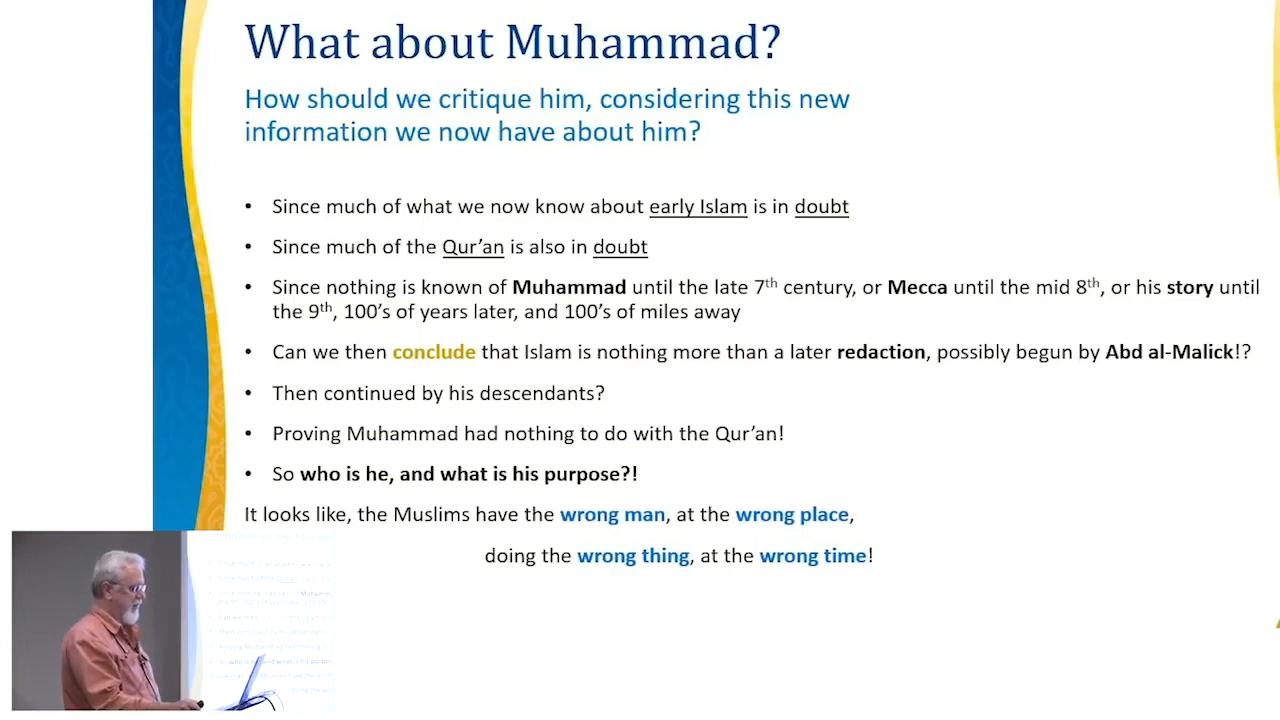 What about Muhammad?
How should we critique him, considering this new
information we now have about him?
• Since much of what we now know about early Islam is in doubt
• Since much of the Qur’an is also in doubt
• Since nothing is known of Muhammad until the late 7th century, or Mecca until the mid 8th, or his story until
the 9th, 100’s of years later, and 100’s of miles away
• Can we then conclude that Islam is nothing more than a later redaction, possibly begun by Abd al-Malick!?
• Then continued by his descendants?
• Proving Muhammad had nothing to do with the Qur’an!
• So who is he, and what is his purpose?!
It looks like, the Muslims have the wrong man, at the wrong place,
doing the wrong thing, at the wrong time!